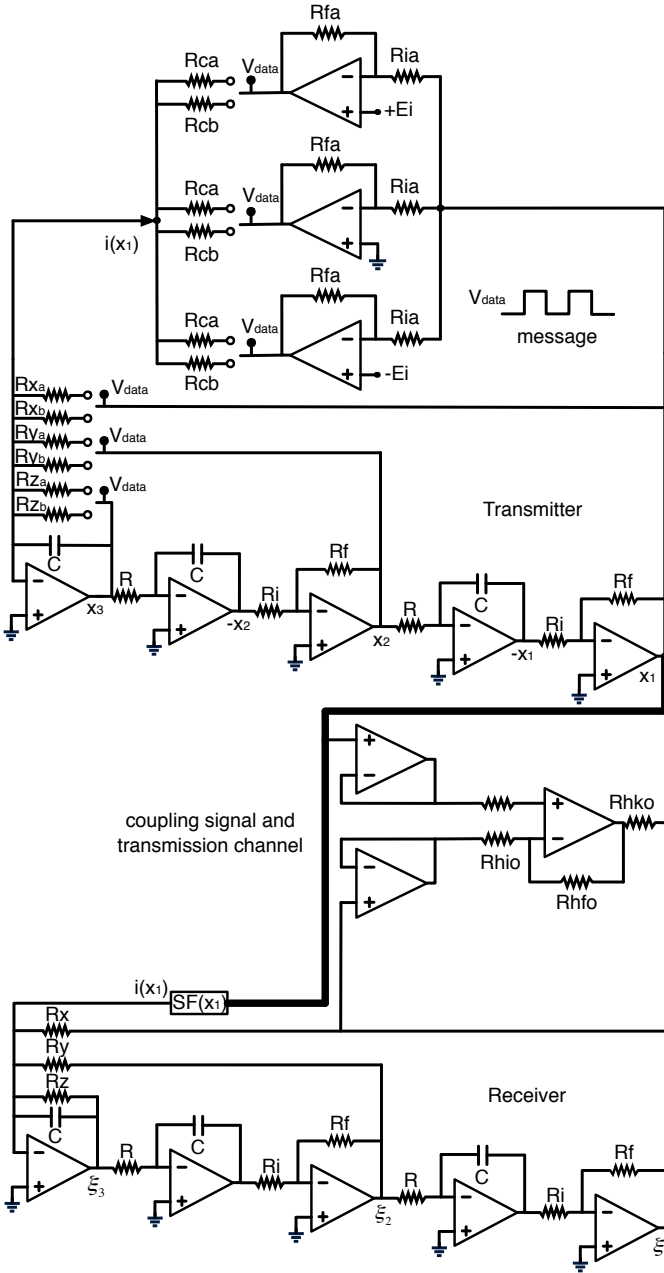 Rfa
Rca
Vdata
Ria
Rcb
+Ei
Rfa
Rca
Vdata
Ria
i(x1)
Rcb
Rfa
Rca
Vdata
Ria
Rcb
-Ei
Vdata
message
Rxa
Vdata
Rxb
Rya
Vdata
Ryb
Rza
Vdata
Rzb
Transmitter
C
R
C
Ri
Rf
R
C
Ri
Rf
x3
-x2
x2
-x1
x1
coupling signal and
transmission channel
Rhko
Rhio
Rhfo
i(x1)
SF(x1)
Rx
Ry
Rz
Receiver
C
R
C
Ri
Rf
R
C
Ri
Rf
ξ3
ξ2
ξ